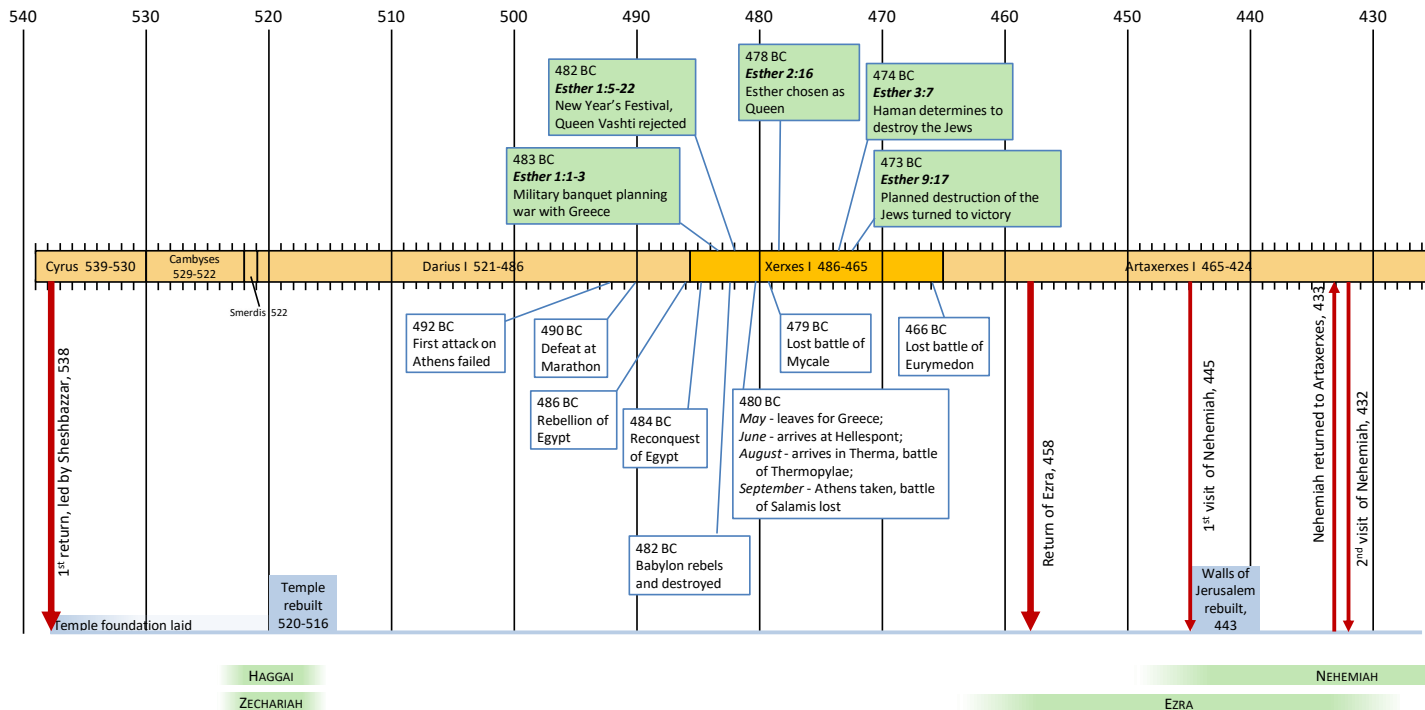 540 530 520 510 500 490 480 470 460 450 440 430
482 BC
Esther 1:5-22
New Year's Festival,
Queen Vashti rejected
478 BC
Esther 2:16
Esther chosen as
Queen
474 BC
Esther 3:7
Haman determines to
destroy the Jews
483 BC
Esther 1:1-3
Military banquet planning
war with Greece
473 BC
Esther 9:17
Planned destruction of the
Jews turned to victory
Cyrus 539-530
Cambyses
529-522
Darius I 521-486
Xerxes I 486-465
Artaxerxes I 465-424
Smerdis 522
492 BC
First attack on
Athens failed
490 BC
Defeat at
Marathon
479 BC
Lost battle of
Mycale
466 BC
Lost battle of
Eurymedon
486 BC
Rebellion of
Egypt
484 BC
Reconquest
of Egypt
480 BC
May - leaves for Greece;
June - arrives at Hellespont;
August - arrives in Therma, battle
of Thermopylae;
September - Athens taken, battle
of Salamis lost
482 BC
Babylon rebels
and destroyed
1st return, led by Sheshbazzar, 538
Return of Ezra, 458
1st visit of Nehemiah, 445
Nehemiah returned to Artaxerxes, 433
2nd visit of Nehemiah, 432
Temple foundation laid
Temple
rebuilt
520-516
Walls of
Jerusalem
rebuilt,
443
HAGGAI
NEHEMIAH
ZECHARIAH
EZRA